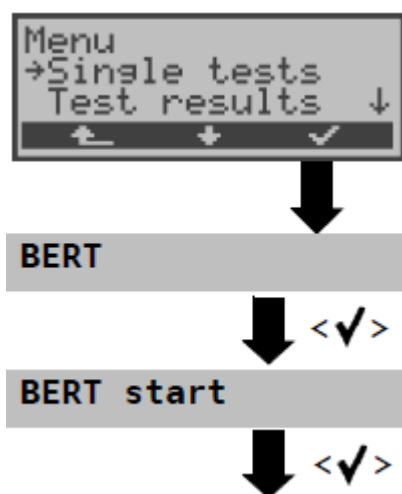 Menu
→Single tests
Test results ↓
BERT
<✓>
BERT start
<✓>